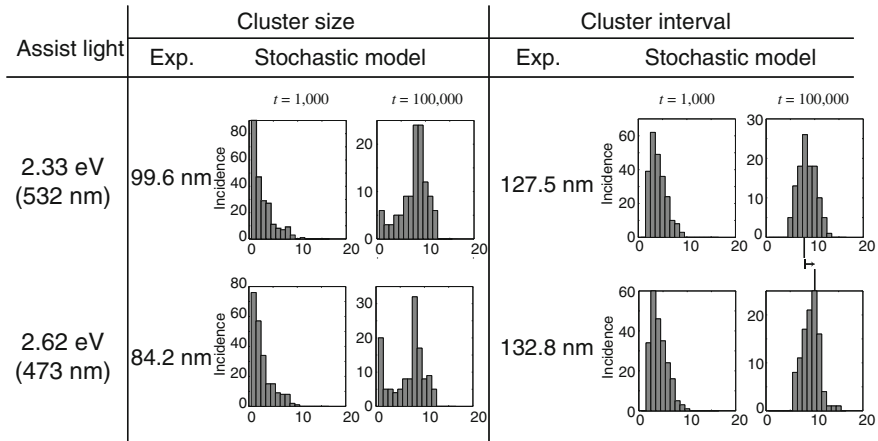 Cluster size Cluster interval
Assist light Exp. Stochastic model Exp. Stochastic model
t = 1,000 t = 100,000 t = 1,000 t = 100,000
2.33 eV
(532 nm)
99.6 nm
Incidence
80
60
40
20
0
0 10 20
20
10
0
0 10 20
127.5 nm
Incidence
60
40
20
0
0 10 20
30
20
10
0
0 10 20
2.62 eV
(473 nm)
84.2 nm
Incidence
80
60
40
20
0
0 10 20
30
20
10
0
0 10 20
132.8 nm
Incidence
60
40
20
0
0 10 20
20
10
0
0 10 20